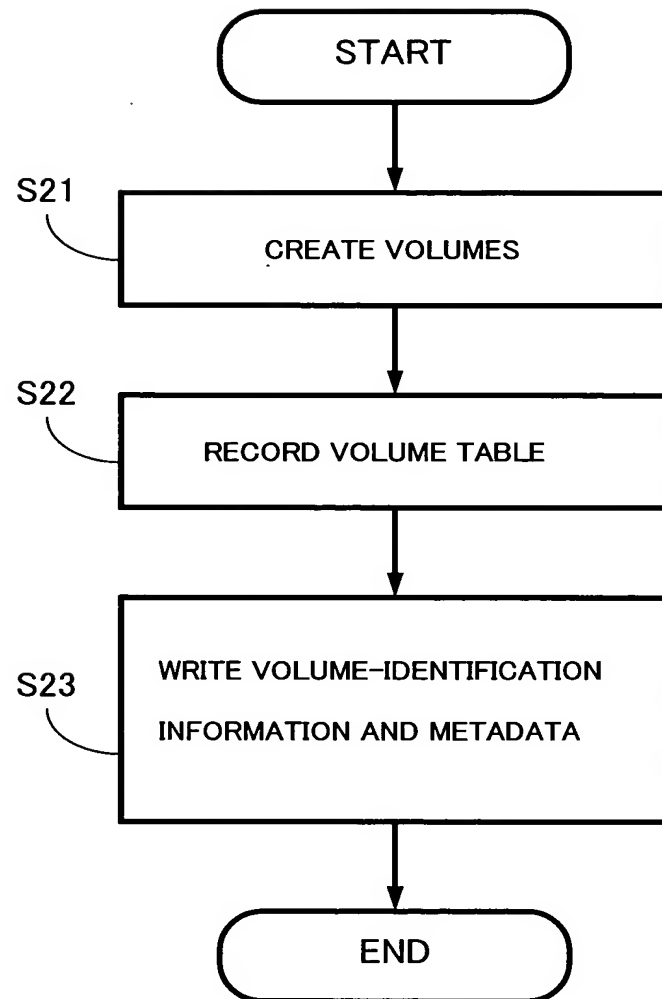 START
S21
CREATE VOLUMES
S22
RECORD VOLUME TABLE
S23
WRITE VOLUME-IDENTIFICATION
INFORMATION AND METADATA
END